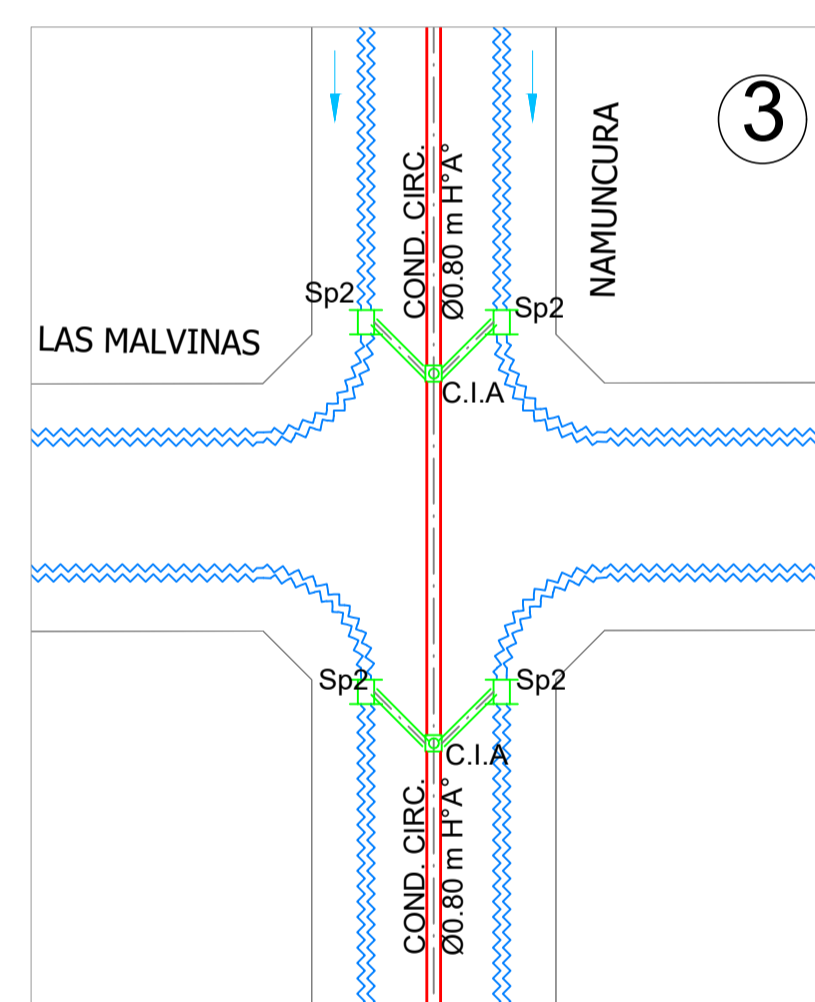 3
NAMUNCURA
COND. CIRC.
Ø0.80 m H°A°
Sp2
Sp2
LAS MALVINAS
C.I.A
Sp2
Sp2
C.I.A
COND. CIRC.
Ø0.80 m H°A°